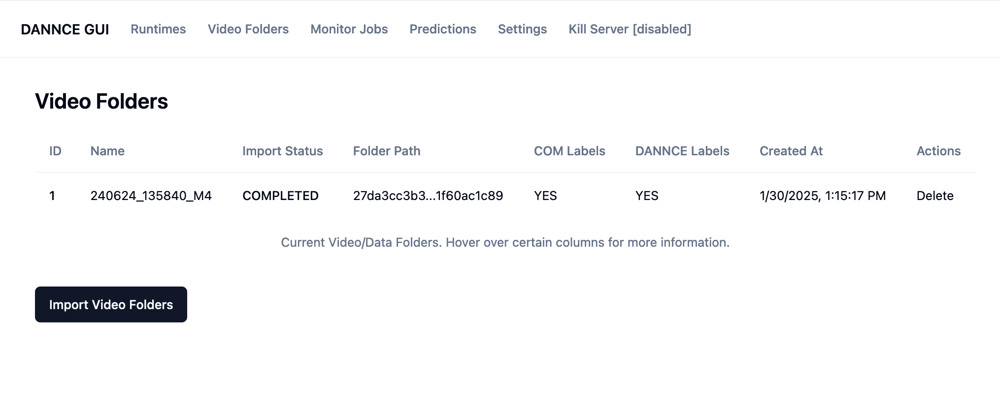 DANNCE GUI Runtimes Video Folders Monitor Jobs Predictions Settings Kill Server [disabled]
Video Folders
ID Name Import Status Folder Path COM Labels DANNCE Labels Created At Actions
1 240624_135840_M4 COMPLETED 27da3cc3b3...1f60ac1c89 YES YES 1/30/2025, 1:15:17 PM Delete
Current Video/Data Folders. Hover over certain columns for more information.
Import Video Folders